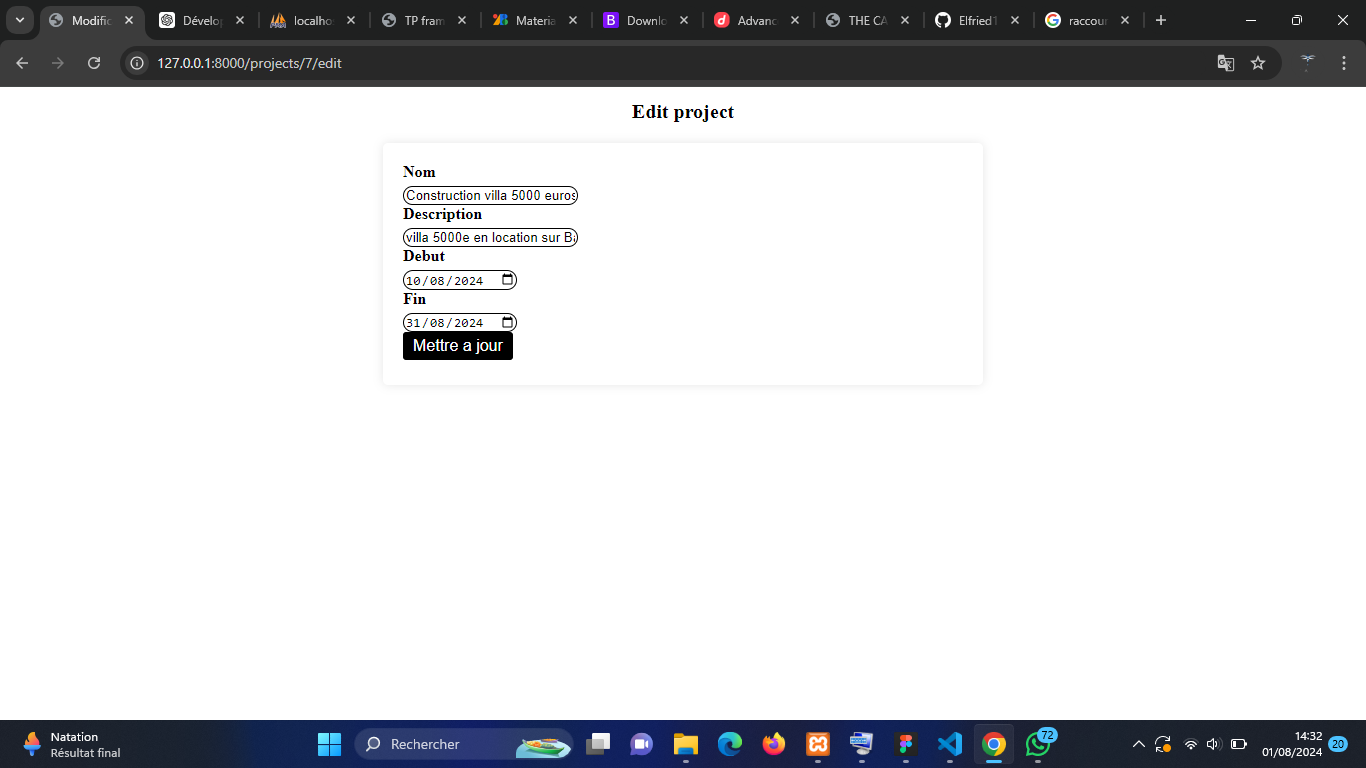 Modific
Dévelop
localhos
TP fram
Materia
B Downlo
Advanc
THE CA
Elfried1
raccour
127.0.0.1:8000/projects/7/edit
Edit project
Nom
Construction villa 5000 euros
Description
villa 5000e en location sur Ba
Debut
10/08/2024
Fin
31/08/2024
Mettre a jour
Natation
Résultat final
Rechercher
72
14:32
01/08/2024
20